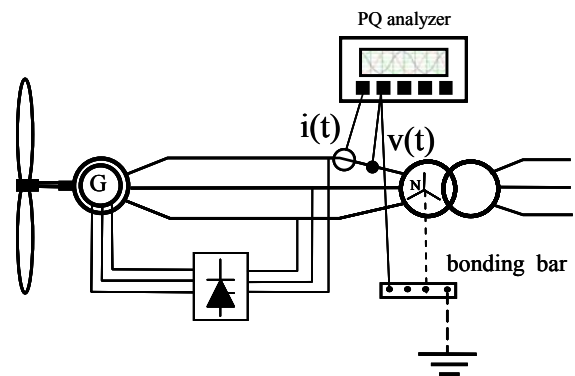 PQ analyzer
i(t)
v(t)
G
N
bonding bar